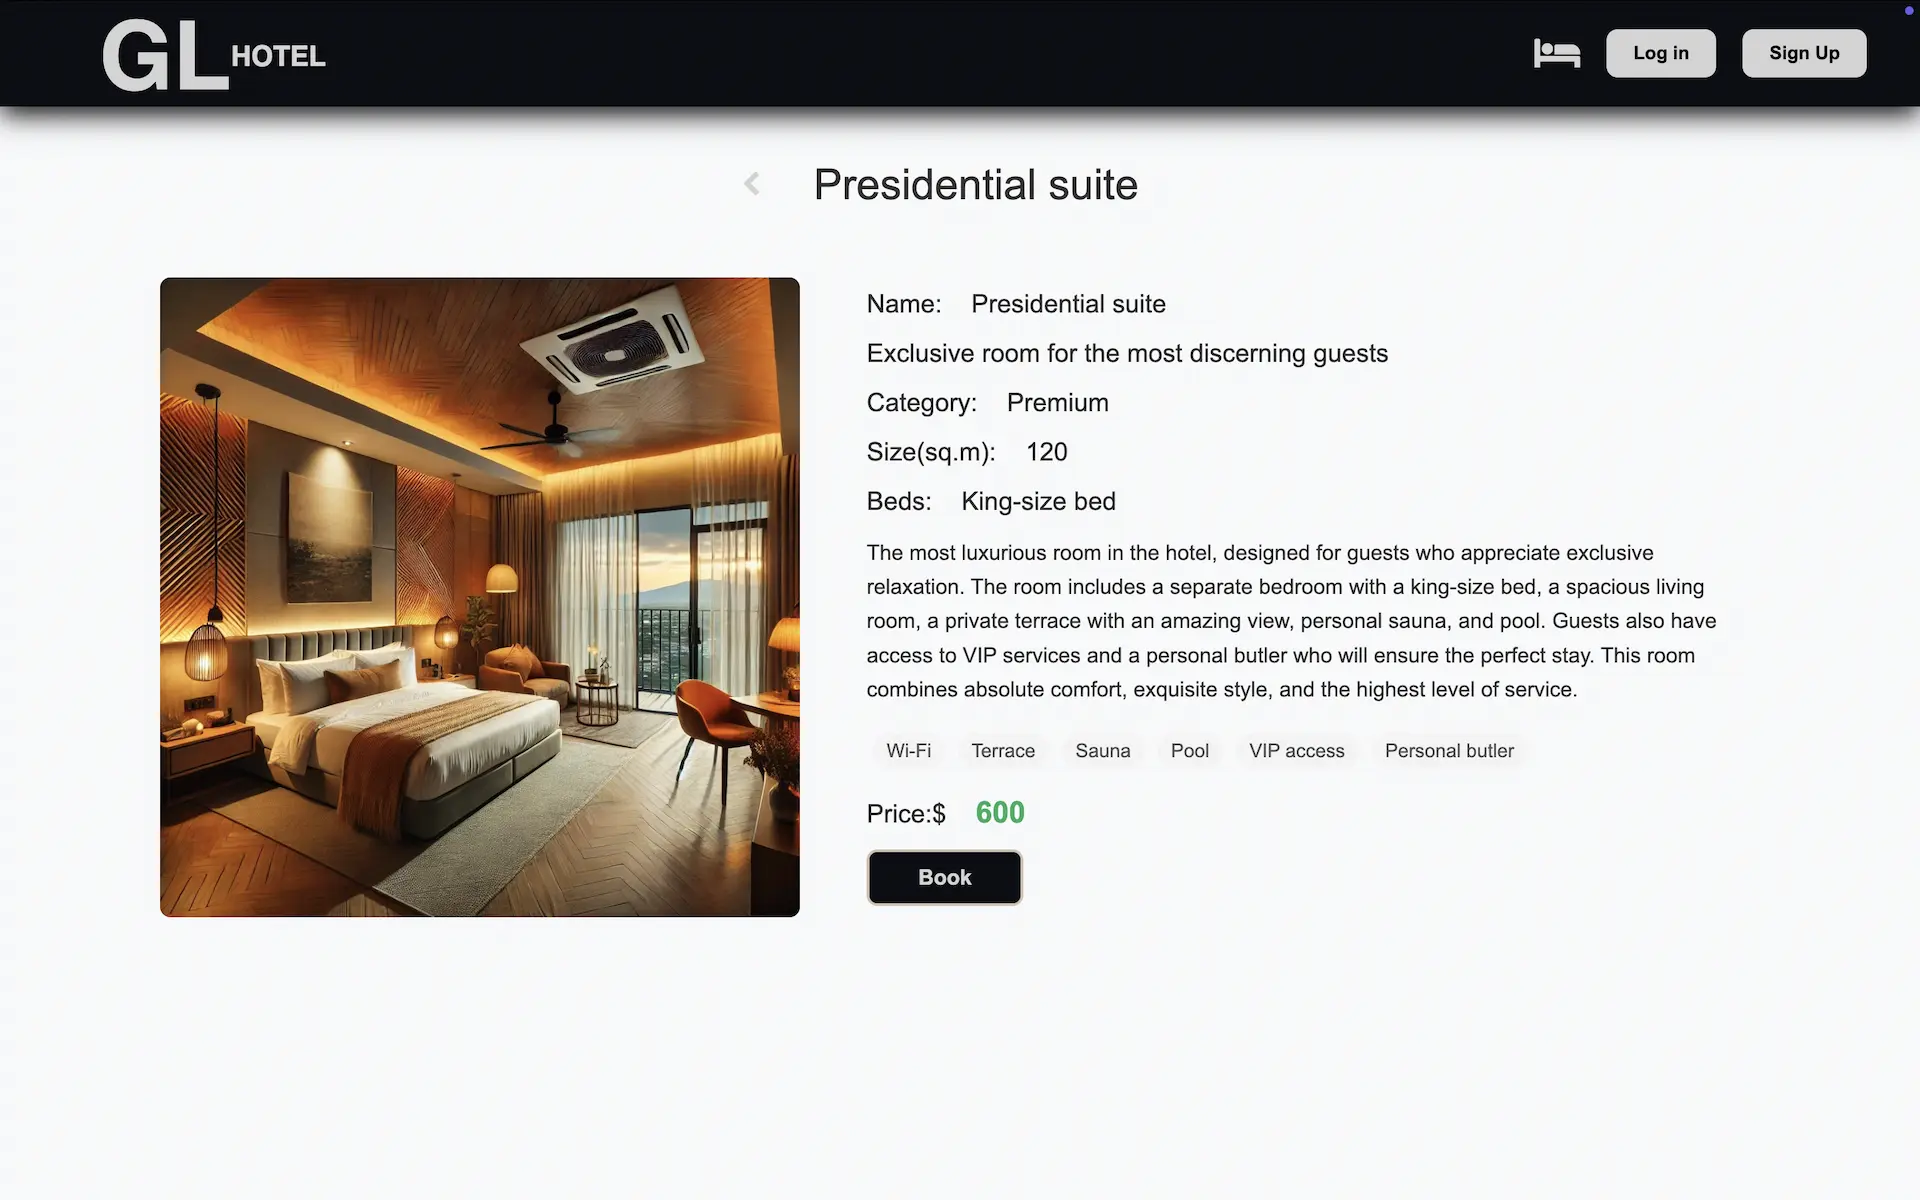 GL HOTEL
Log in
Sign Up
Presidential suite
Name: Presidential suite
Exclusive room for the most discerning guests
Category: Premium
Size(sq.m): 120
Beds: King-size bed
The most luxurious room in the hotel, designed for guests who appreciate exclusive
relaxation. The room includes a separate bedroom with a king-size bed, a spacious living
room, a private terrace with an amazing view, personal sauna, and pool. Guests also have
access to VIP services and a personal butler who will ensure the perfect stay. This room
combines absolute comfort, exquisite style, and the highest level of service.
Wi-Fi Terrace Sauna Pool VIP access Personal butler
Price:$ 600
Book